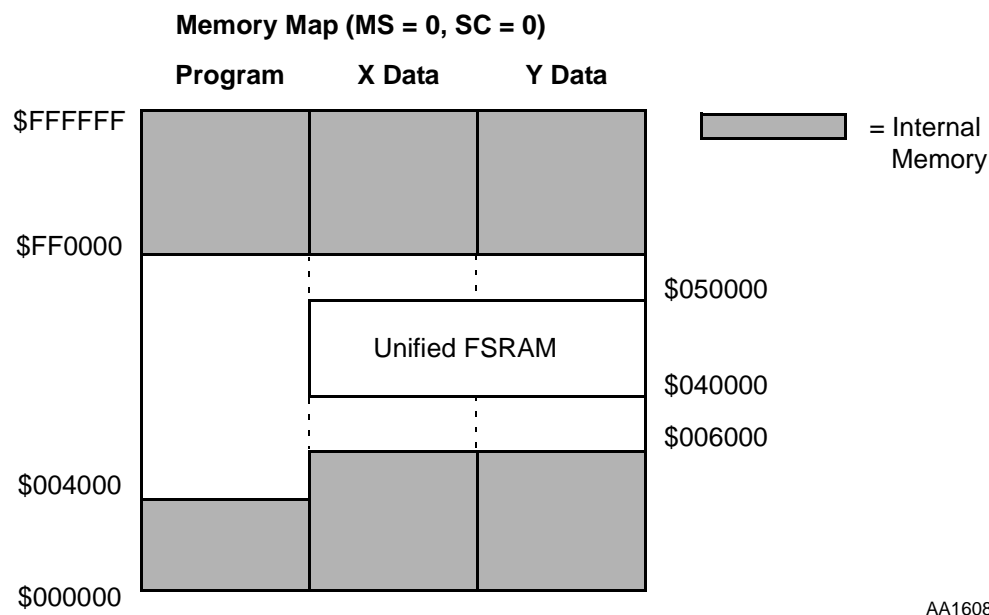 Memory Map (MS = 0, SC = 0)
Program X Data Y Data
$FFFFFF
= Internal
Memory
$FF0000
$050000
Unified FSRAM
$040000
$006000
$004000
$000000
AA1608